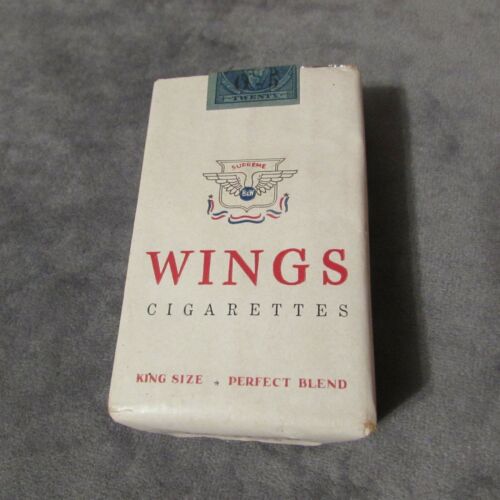 TWENTY
SUPREME
B&W
WINGS
CIGARETTES
KING SIZE • PERFECT BLEND